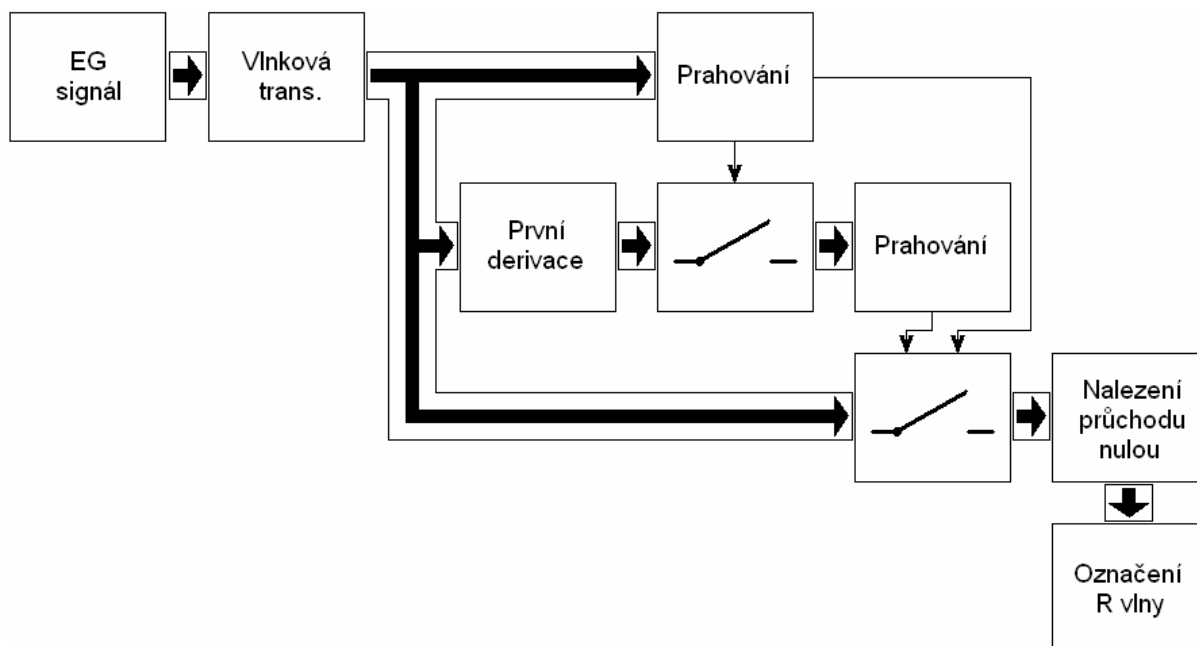 EG
signál
Vlnková
trans.
Prahování
První
derivace
Prahování
Nalezení
průchodu
nulou
Označení
R vlny